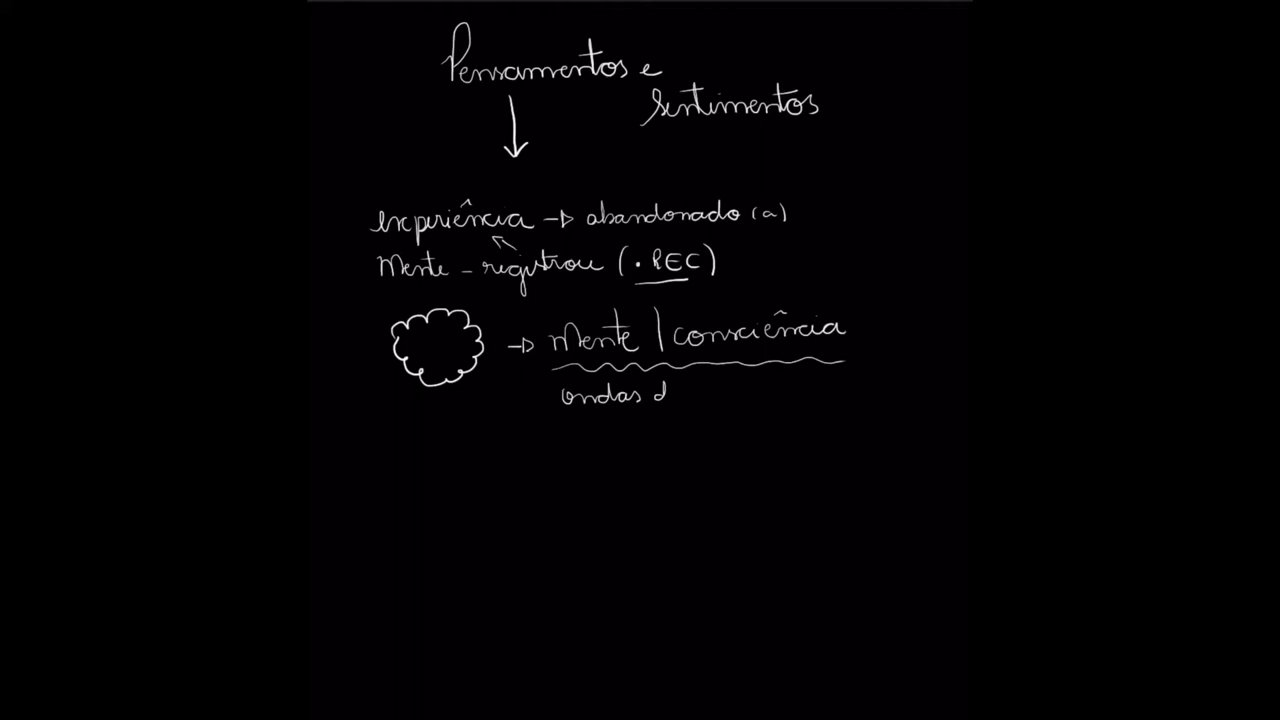 Pensamentos e
sentimentos
experiência → abandonado (a)
Mente - registrou (. REC)
→ Mente | consciência
ondas d